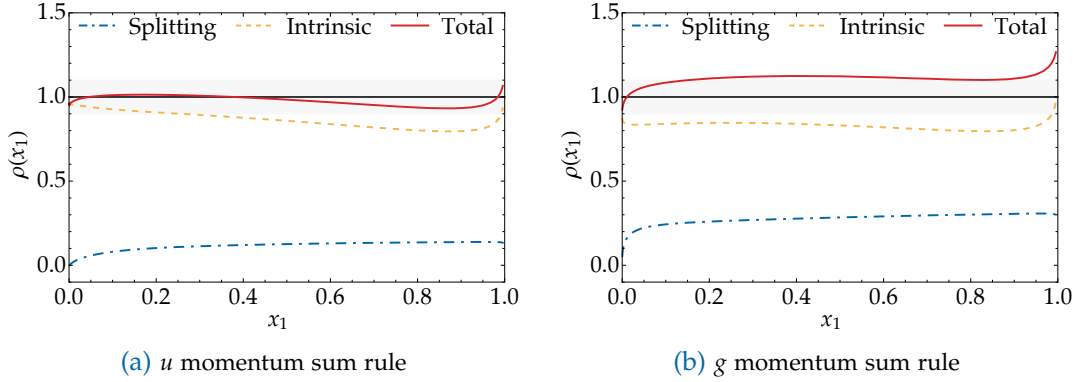 1.5
Splitting Intrinsic Total
1.0
ρ(x₁)
0.5
0.0
0.0 0.2 0.4 0.6 0.8 1.0
x₁
(a) u momentum sum rule
1.5
Splitting Intrinsic Total
1.0
ρ(x₁)
0.5
0.0
0.0 0.2 0.4 0.6 0.8 1.0
x₁
(b) g momentum sum rule